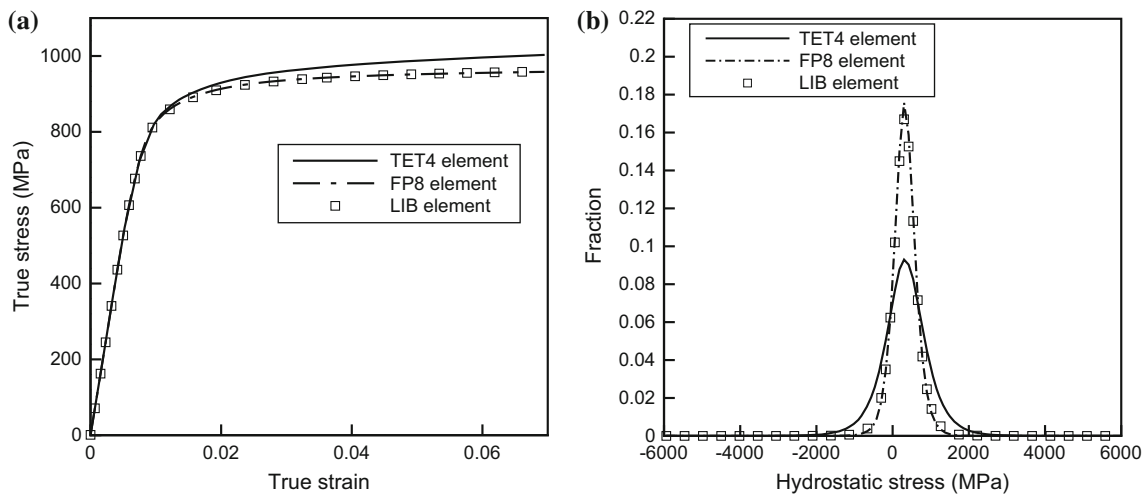 (a)
True stress (MPa)
1000
800
600
400
200
0
0
0.02
0.04
0.06
True strain
TET4 element
FP8 element
LIB element
(b)
Fraction
0.22
0.2
0.18
0.16
0.14
0.12
0.1
0.08
0.06
0.04
0.02
0
-6000
-4000
-2000
0
2000
4000
6000
Hydrostatic stress (MPa)
TET4 element
FP8 element
LIB element